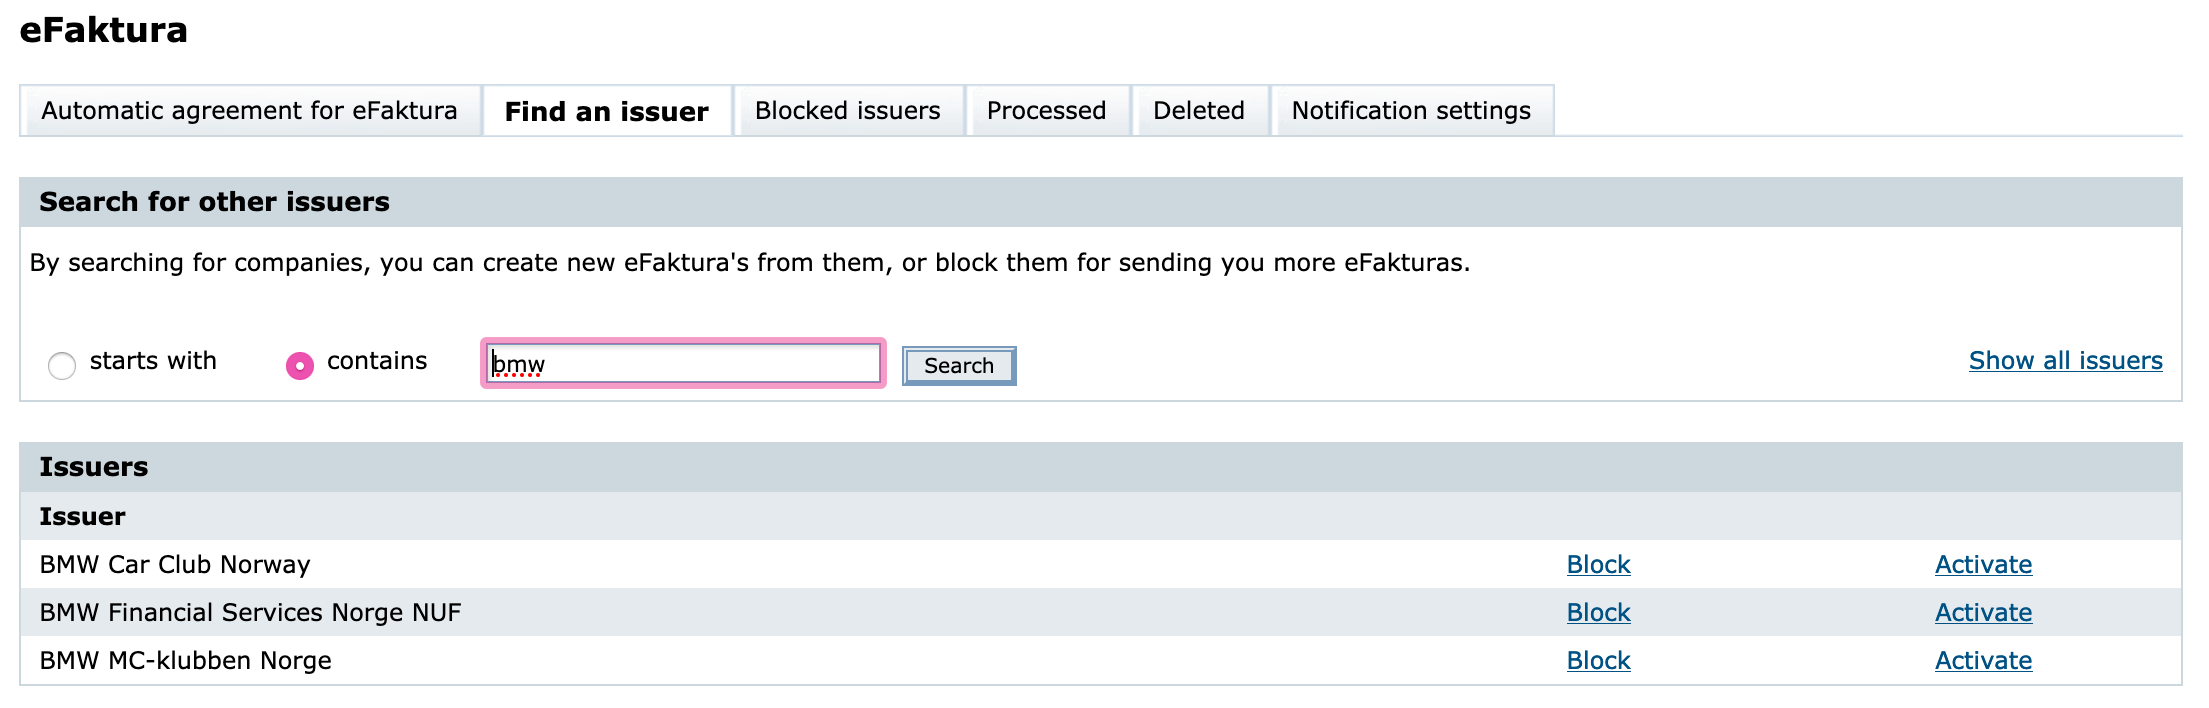 eFaktura
Automatic agreement for eFaktura Find an issuer Blocked issuers Processed Deleted Notification settings
Search for other issuers
By searching for companies, you can create new eFaktura's from them, or block them for sending you more eFakturas.
starts with contains bmw Search Show all issuers
Issuers
Issuer
BMW Car Club Norway Block Activate
BMW Financial Services Norge NUF Block Activate
BMW MC-klubben Norge Block Activate